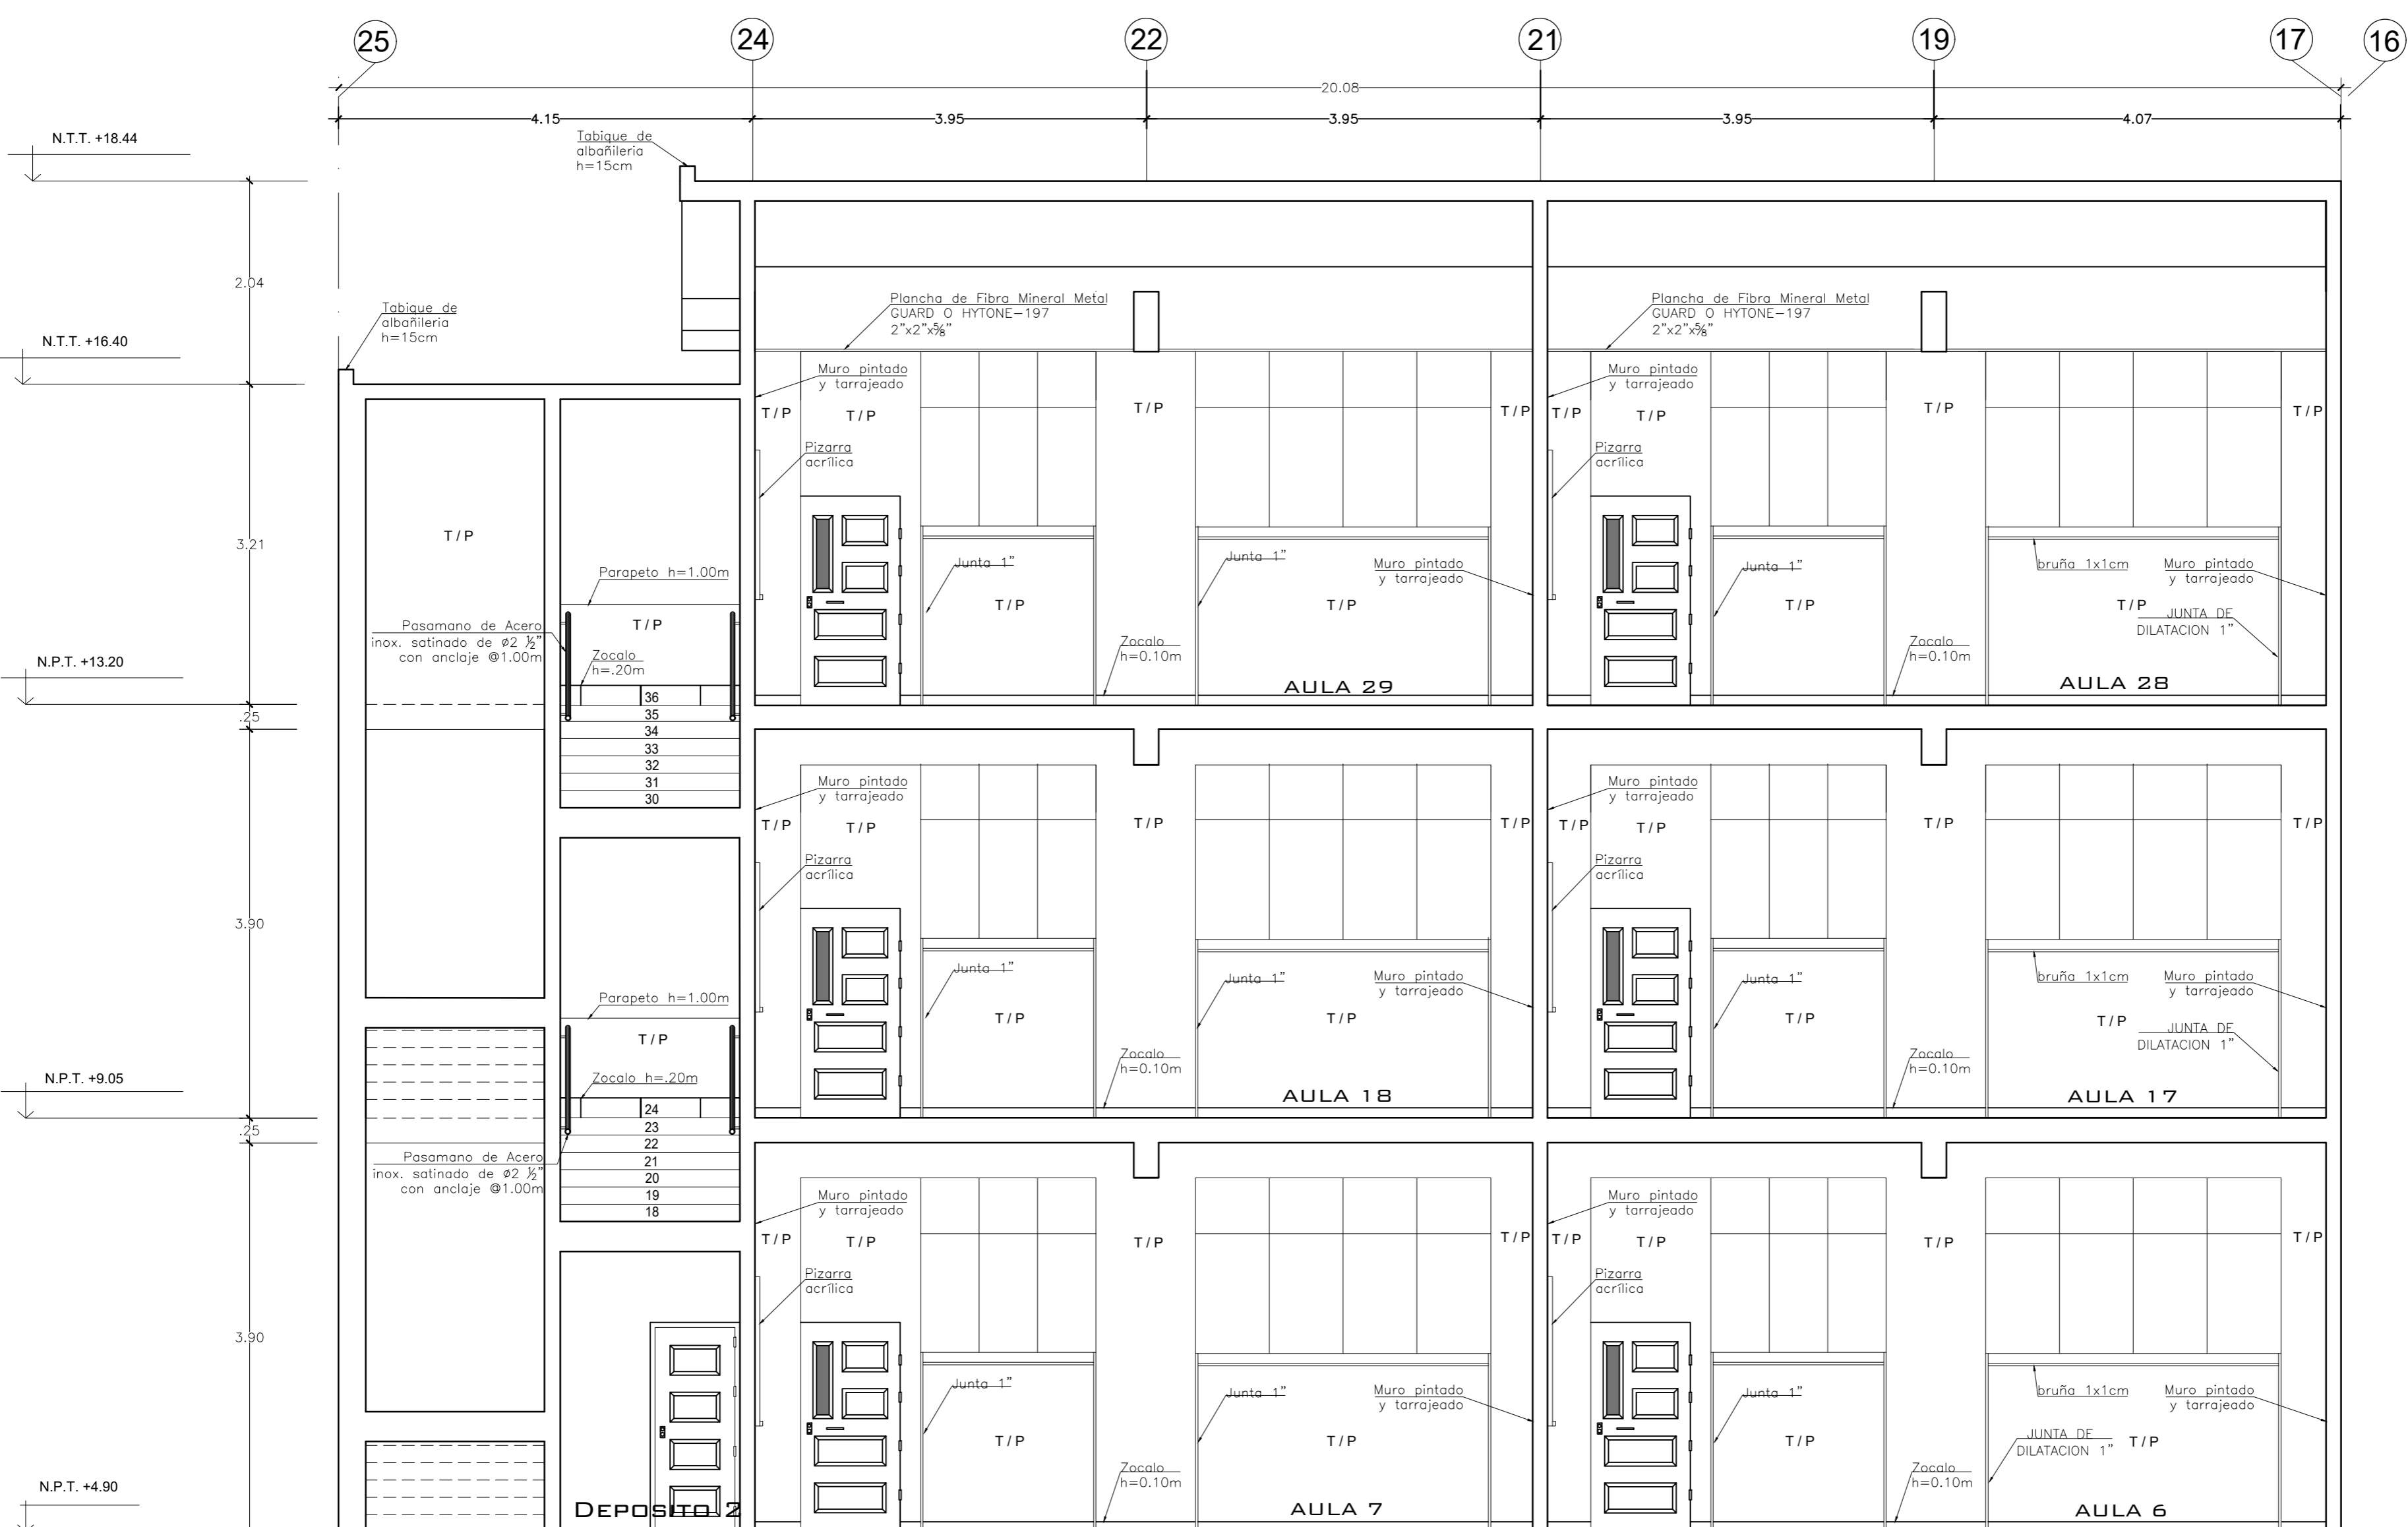 25
24
22
21
19
17
16
20.08
4.15
3.95
3.95
3.95
4.07
N.T.T. +18.44
Tabique de
albañileria
h=15cm
2.04
Tabique de
albañileria
h=15cm
N.T.T. +16.40
Plancha de Fibra Mineral Metal
GUARD O HYTONE-197
2"x2"x⅝"
Plancha de Fibra Mineral Metal
GUARD O HYTONE-197
2"x2"x⅝"
Muro pintado
y tarrajeado
Muro pintado
y tarrajeado
T/P
T/P
T/P
T/P
T/P
T/P
T/P
T/P
Pizarra
acrílica
Pizarra
acrílica
3.21
T/P
Parapeto h=1.00m
T/P
Pasamano de Acero
inox. satinado de ø2 ½"
con anclaje @1.00m
Zocalo
h=.20m
Junta 1"
T/P
Junta 1"
Muro pintado
y tarrajeado
T/P
Zocalo
h=0.10m
AULA 29
Junta 1"
T/P
bruña 1x1cm
Muro pintado
y tarrajeado
T/P
JUNTA DE
DILATACION 1"
Zocalo
h=0.10m
AULA 28
N.P.T. +13.20
.25
36
35
34
33
32
31
30
Muro pintado
y tarrajeado
Muro pintado
y tarrajeado
T/P
T/P
T/P
T/P
T/P
T/P
T/P
T/P
Pizarra
acrílica
Pizarra
acrílica
3.90
Parapeto h=1.00m
T/P
Zocalo h=.20m
Junta 1"
T/P
Junta 1"
Muro pintado
y tarrajeado
T/P
Zocalo
h=0.10m
AULA 18
Junta 1"
T/P
bruña 1x1cm
Muro pintado
y tarrajeado
T/P
JUNTA DE
DILATACION 1"
Zocalo
h=0.10m
AULA 17
N.P.T. +9.05
.25
24
23
22
21
20
19
18
Pasamano de Acero
inox. satinado de ø2 ½"
con anclaje @1.00m
Muro pintado
y tarrajeado
Muro pintado
y tarrajeado
T/P
T/P
T/P
T/P
T/P
T/P
T/P
T/P
Pizarra
acrílica
Pizarra
acrílica
3.90
Junta 1"
T/P
Junta 1"
Muro pintado
y tarrajeado
T/P
Zocalo
h=0.10m
AULA 7
Junta 1"
T/P
bruña 1x1cm
Muro pintado
y tarrajeado
JUNTA DE
DILATACION 1"
T/P
Zocalo
h=0.10m
AULA 6
N.P.T. +4.90
DEPOSITO 2